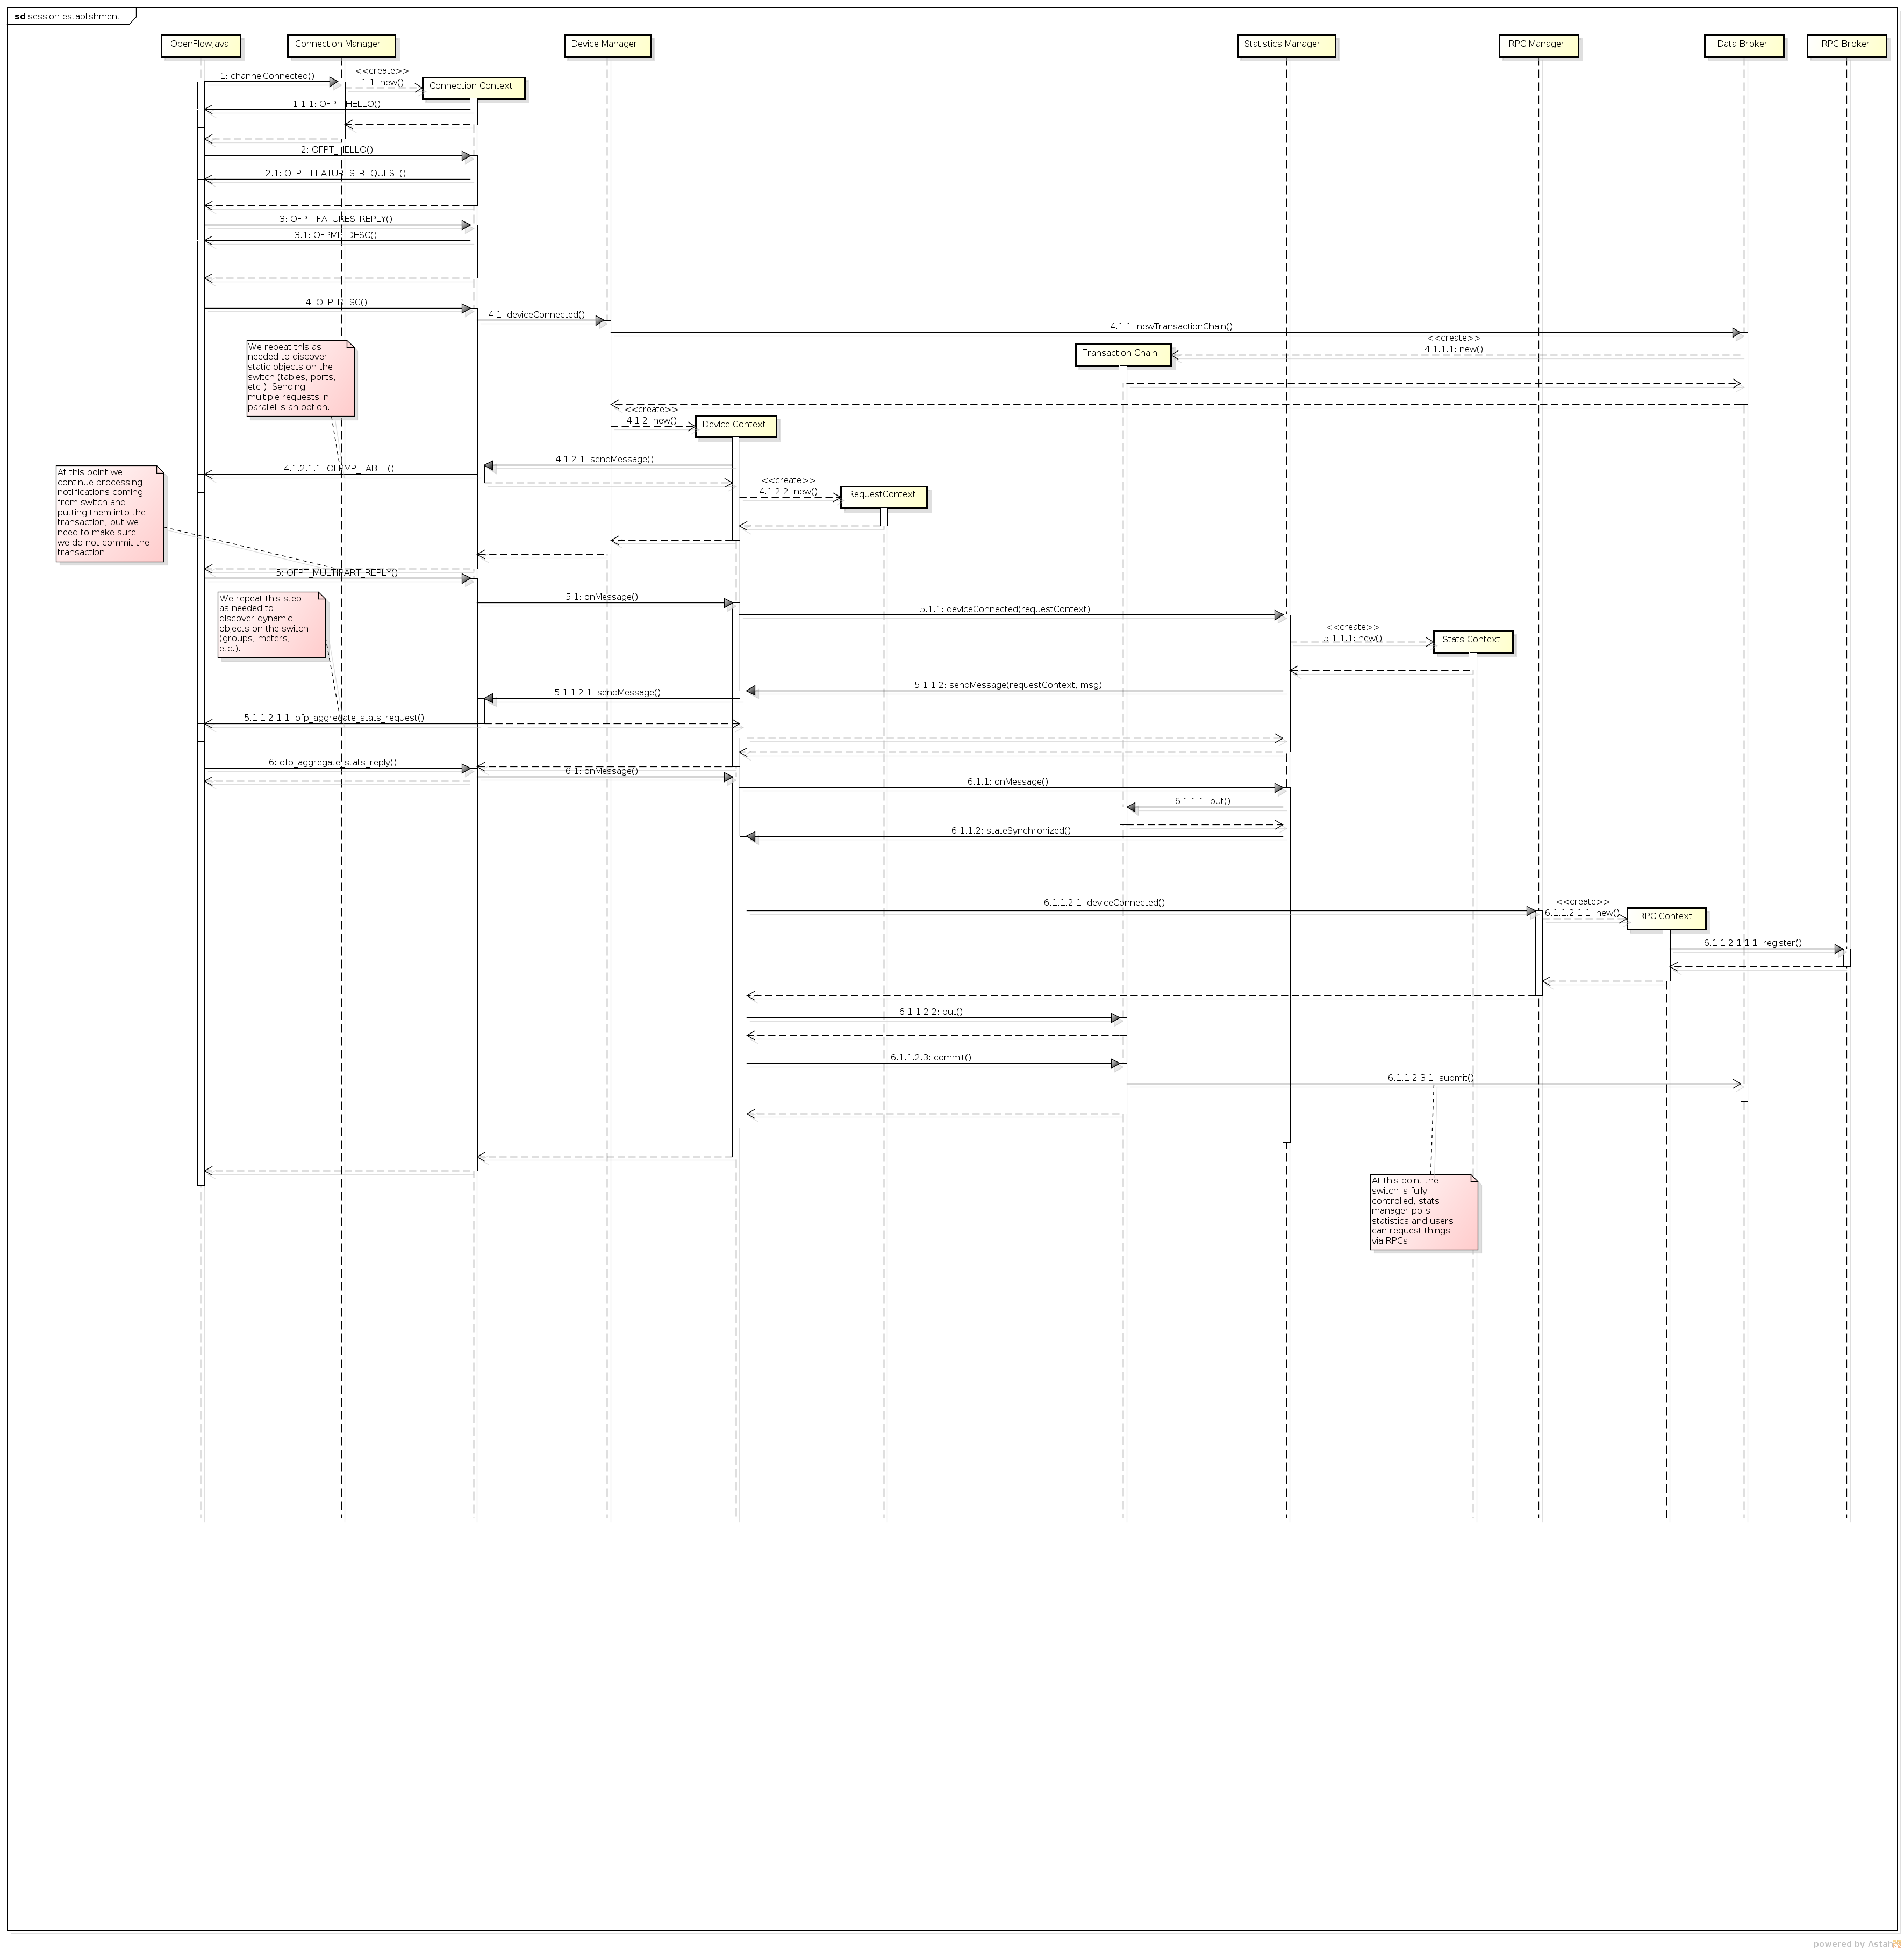 sd session establishment
OpenFlowJava
Connection Manager
Device Manager
Statistics Manager
RPC Manager
Data Broker
RPC Broker
1: channelConnected()
<<create>>
1.1: new()
Connection Context
1.1.1: OFPT_HELLO()
2: OFPT_HELLO()
2.1: OFPT_FEATURES_REQUEST()
3: OFPT_FATURES_REPLY()
3.1: OFPMP_DESC()
4: OFP_DESC()
4.1: deviceConnected()
4.1.1: newTransactionChain()
<<create>>
4.1.1.1: new()
Transaction Chain
We repeat this as
needed to discover
static objects on the
switch (tables, ports,
etc.). Sending
multiple requests in
parallel is an option.
<<create>>
4.1.2: new()
Device Context
4.1.2.1: sendMessage()
4.1.2.1.1: OFPMP_TABLE()
At this point we
continue processing
notiifications coming
from switch and
putting them into the
transaction, but we
need to make sure
we do not commit the
transaction
<<create>>
4.1.2.2: new()
RequestContext
5: OFPT_MULTIPART_REPLY()
We repeat this step
as needed to
discover dynamic
objects on the switch
(groups, meters,
etc.).
5.1: onMessage()
5.1.1: deviceConnected(requestContext)
<<create>>
5.1.1.1: new()
Stats Context
5.1.1.2: sendMessage(requestContext, msg)
5.1.1.2.1: sendMessage()
5.1.1.2.1.1: ofp_aggregate_stats_request()
6: ofp_aggregate_stats_reply()
6.1: onMessage()
6.1.1: onMessage()
6.1.1.1: put()
6.1.1.2: stateSynchronized()
6.1.1.2.1: deviceConnected()
<<create>>
6.1.1.2.1.1: new()
RPC Context
6.1.1.2.1.1.1: register()
6.1.1.2.2: put()
6.1.1.2.3: commit()
6.1.1.2.3.1: submit()
At this point the
switch is fully
controlled, stats
manager polls
statistics and users
can request things
via RPCs
powered by Astah